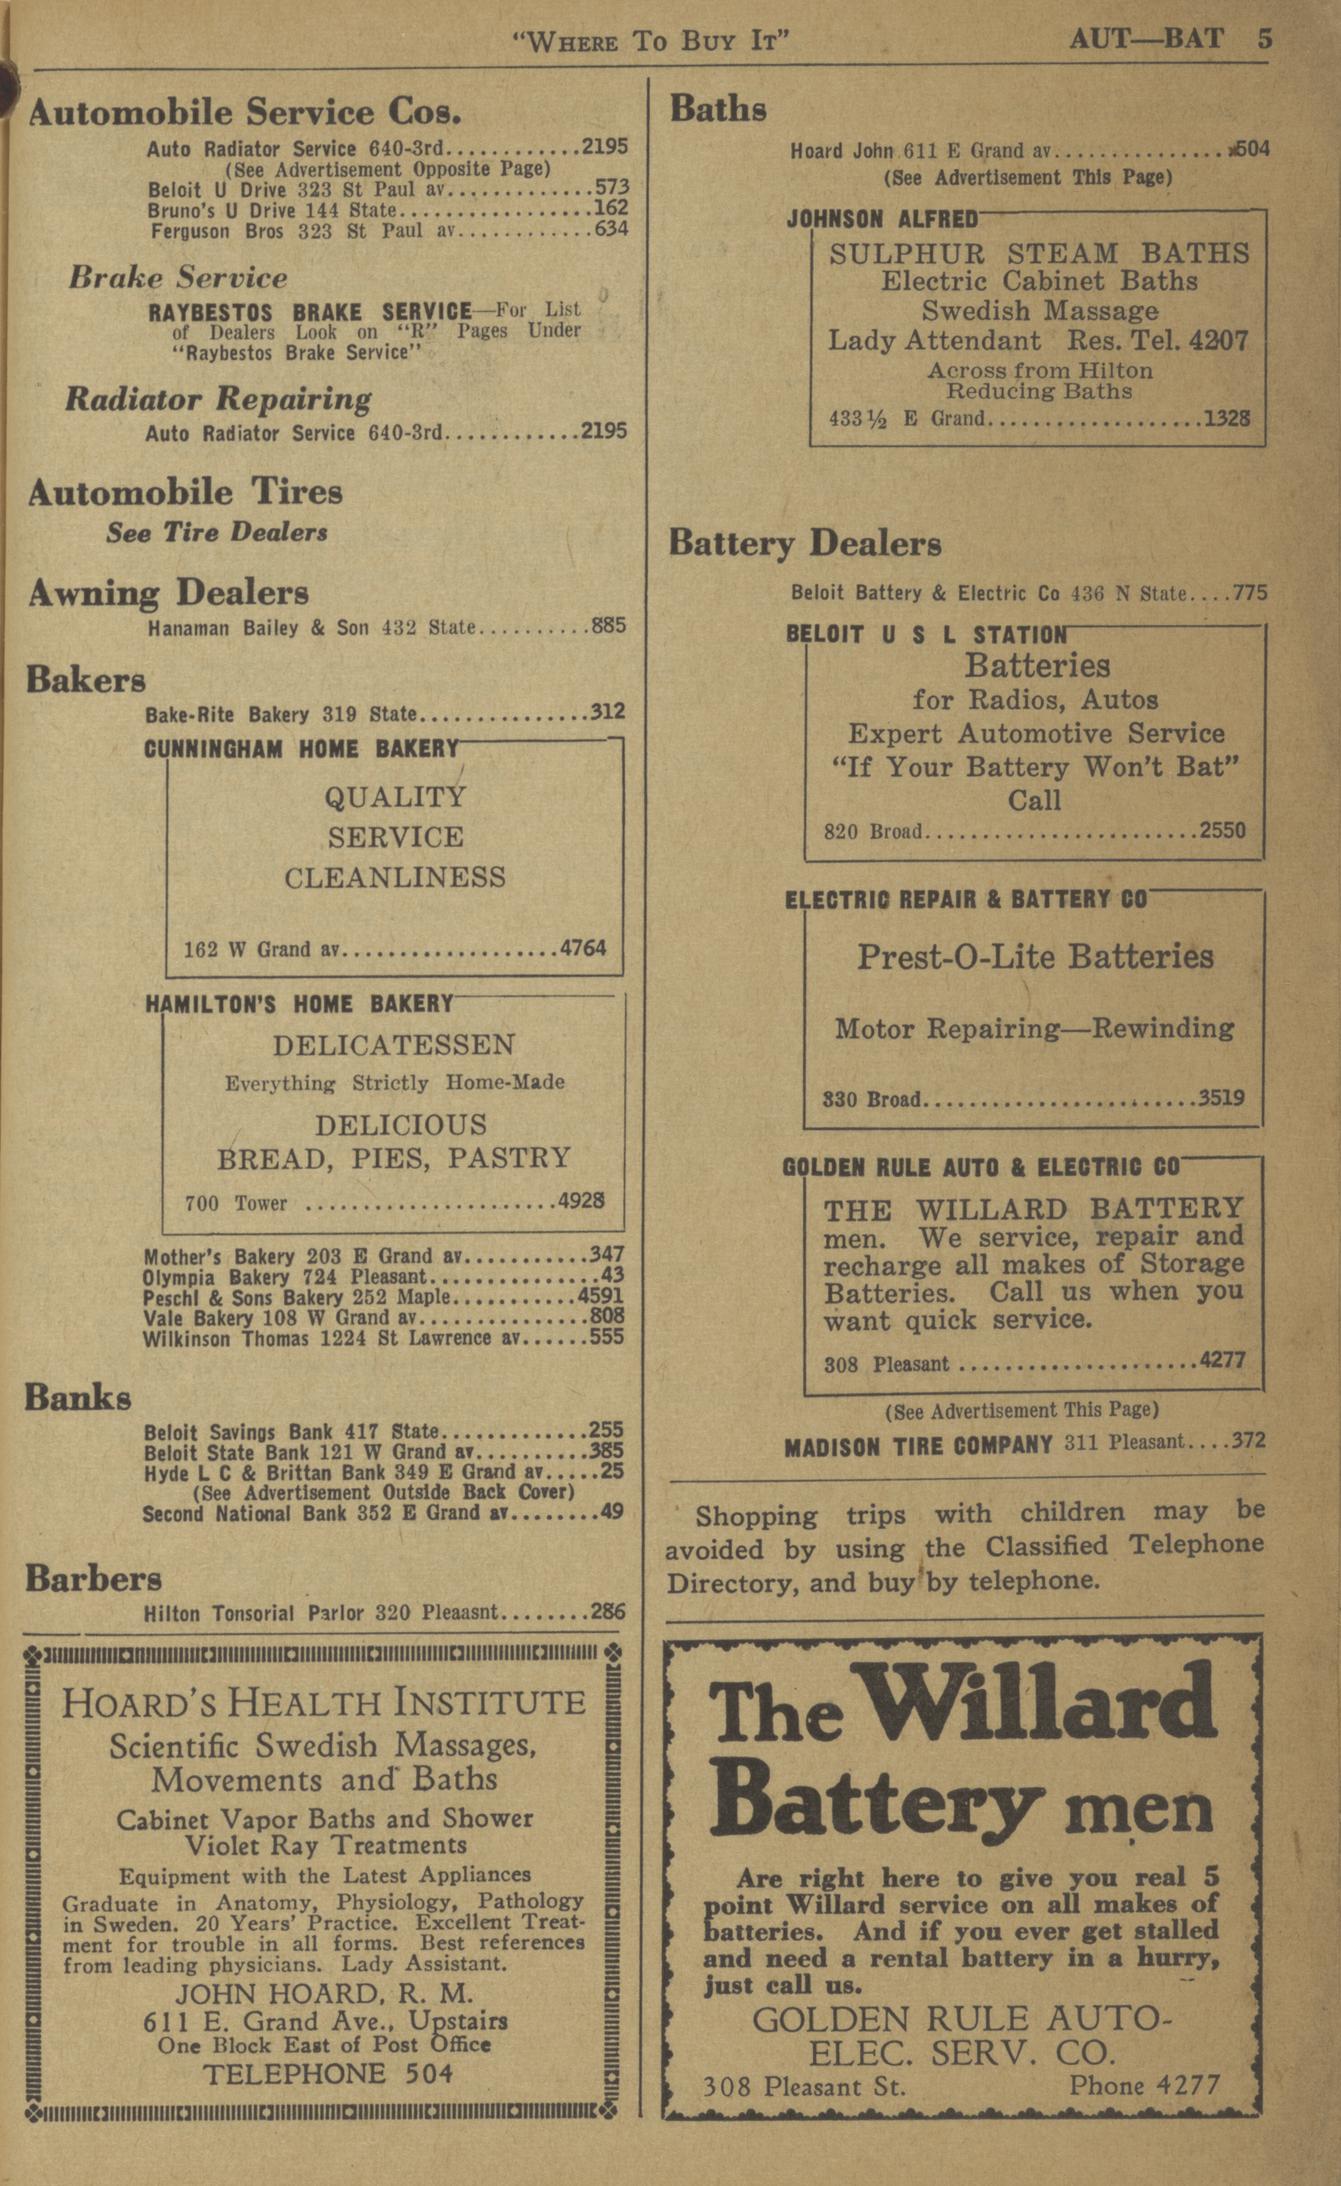 "WHERE TO BUY IT"
AUT—BAT 5
Automobile Service Cos.
Auto Radiator Service 640-3rd............2195
(See Advertisement Opposite Page)
Beloit U Drive 323 St Paul av.............573
Bruno's U Drive 144 State.................162
Ferguson Bros 323 St Paul av............634
Brake Service
RAYBESTOS BRAKE SERVICE—For List
of Dealers Look on "R" Pages Under
"Raybestos Brake Service"
Radiator Repairing
Auto Radiator Service 640-3rd............2195
Automobile Tires
See Tire Dealers
Awning Dealers
Hanaman Bailey & Son 432 State..........885
Bakers
Bake-Rite Bakery 319 State...............312
CUNNINGHAM HOME BAKERY
QUALITY
SERVICE
CLEANLINESS
162 W Grand av...................4764
HAMILTON'S HOME BAKERY
DELICATESSEN
Everything Strictly Home-Made
DELICIOUS
BREAD, PIES, PASTRY
700 Tower ......................4928
Mother's Bakery 203 E Grand av...........347
Olympia Bakery 724 Pleasant...............43
Peschl & Sons Bakery 252 Maple...........4591
Vale Bakery 108 W Grand av...............808
Wilkinson Thomas 1224 St Lawrence av......555
Banks
Beloit Savings Bank 417 State.............255
Beloit State Bank 121 W Grand av..........385
Hyde L C & Brittan Bank 349 E Grand av.....25
(See Advertisement Outside Back Cover)
Second National Bank 352 E Grand av........49
Barbers
Hilton Tonsorial Parlor 320 Pleaasnt........286
HOARD'S HEALTH INSTITUTE
Scientific Swedish Massages,
Movements and Baths
Cabinet Vapor Baths and Shower
Violet Ray Treatments
Equipment with the Latest Appliances
Graduate in Anatomy, Physiology, Pathology
in Sweden. 20 Years' Practice. Excellent Treat-
ment for trouble in all forms. Best references
from leading physicians. Lady Assistant.
JOHN HOARD, R. M.
611 E. Grand Ave., Upstairs
One Block East of Post Office
TELEPHONE 504
Baths
Hoard John 611 E Grand av...............*504
(See Advertisement This Page)
JOHNSON ALFRED
SULPHUR STEAM BATHS
Electric Cabinet Baths
Swedish Massage
Lady Attendant Res. Tel. 4207
Across from Hilton
Reducing Baths
433½ E Grand...................1328
Battery Dealers
Beloit Battery & Electric Co 436 N State....775
BELOIT U S L STATION
Batteries
for Radios, Autos
Expert Automotive Service
"If Your Battery Won't Bat"
Call
820 Broad........................2550
ELECTRIC REPAIR & BATTERY CO
Prest-O-Lite Batteries
Motor Repairing—Rewinding
330 Broad........................3519
GOLDEN RULE AUTO & ELECTRIC CO
THE WILLARD BATTERY
men. We service, repair and
recharge all makes of Storage
Batteries. Call us when you
want quick service.
308 Pleasant .....................4277
(See Advertisement This Page)
MADISON TIRE COMPANY 311 Pleasant....372
Shopping trips with children may be
avoided by using the Classified Telephone
Directory, and buy by telephone.
The Willard
Battery men
Are right here to give you real 5
point Willard service on all makes of
batteries. And if you ever get stalled
and need a rental battery in a hurry,
just call us.
GOLDEN RULE AUTO-
ELEC. SERV. CO.
308 Pleasant St. Phone 4277